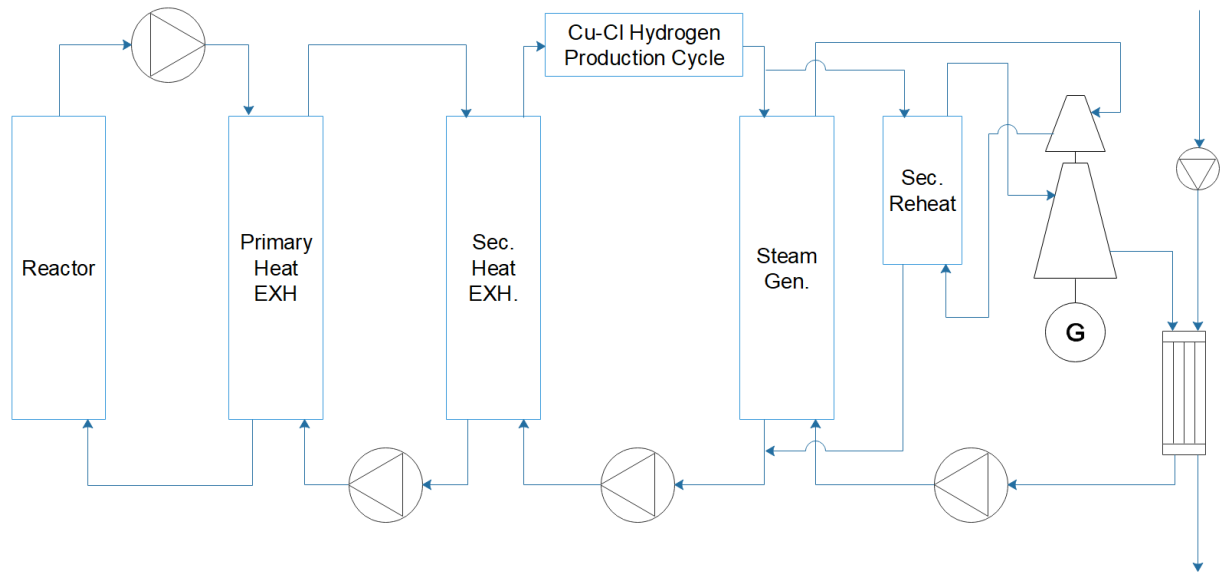 Cu-Cl Hydrogen
Production Cycle
Reactor
Primary
Heat
EXH
Sec.
Heat
EXH.
Steam
Gen.
Sec.
Reheat
G